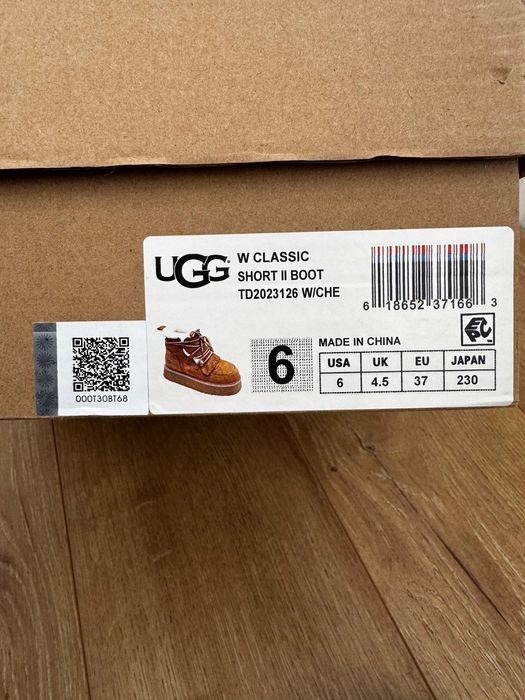 UGG
W CLASSIC
SHORT II BOOT
TD2023126 W/CHE
6 18652 37166 3
000T30BT68
6
MADE IN CHINA
USA UK EU JAPAN
6 4.5 37 230